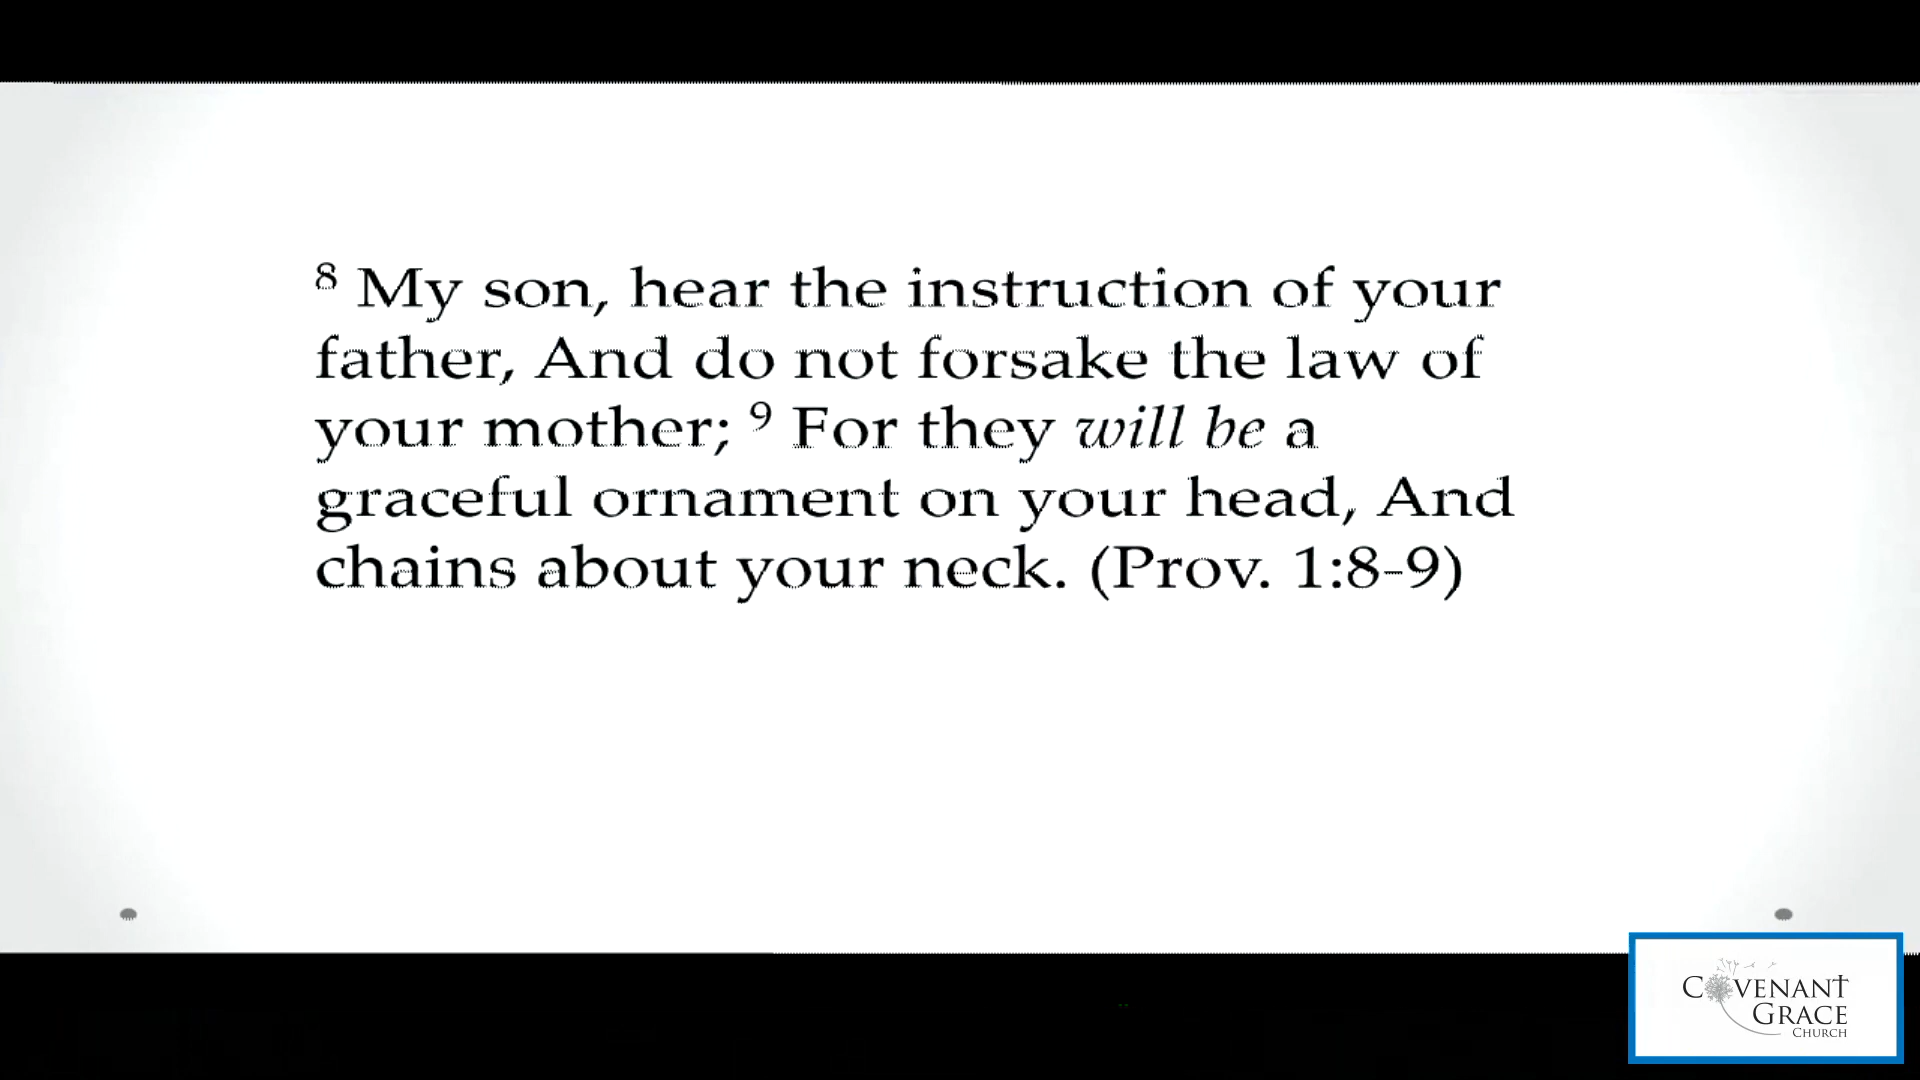 ⁸ My son, hear the instruction of your
father, And do not forsake the law of
your mother; ⁹ For they will be a
graceful ornament on your head, And
chains about your neck. (Prov. 1:8-9)
COVENANT
GRACE
CHURCH